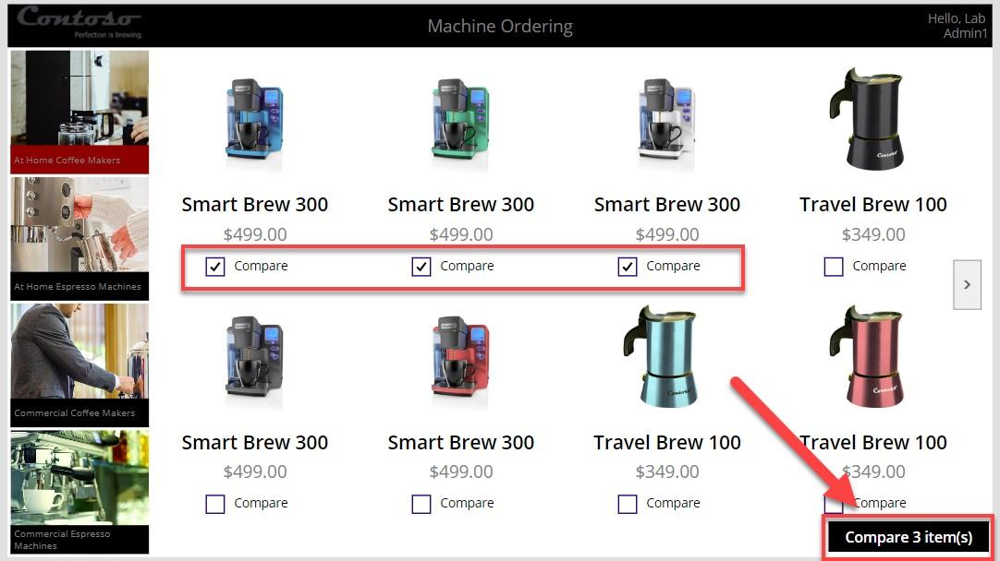 Contoso
Perfection is brewing.
Machine Ordering
Hello, Lab
Admin1
At Home Coffee Makers
At Home Espresso Machines
Commercial Coffee Makers
Commercial Espresso
Machines
Smart Brew 300
Smart Brew 300
Smart Brew 300
Contoso
Travel Brew 100
$499.00
$499.00
$499.00
$349.00
Compare
Compare
Compare
Compare
>
Contoso
Contoso
Smart Brew 300
Smart Brew 300
Travel Brew 100
Travel Brew 100
$499.00
$499.00
$349.00
$349.00
Compare
Compare
Compare
Compare
Compare 3 item(s)